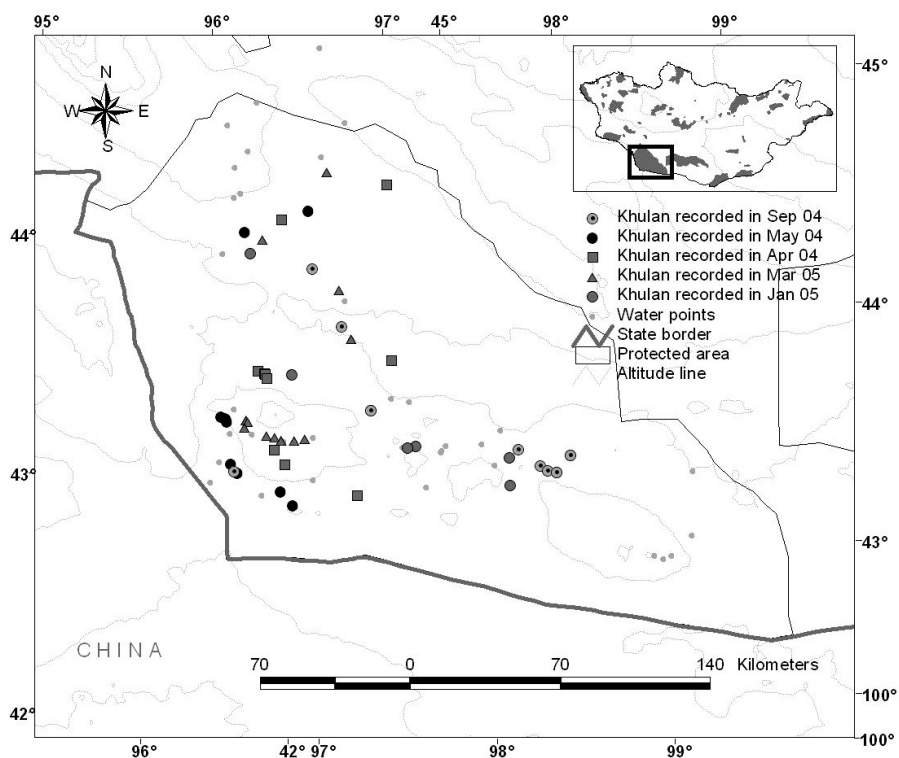 95° 96° 97° 45° 98° 99°
45°
N
W E
S
Khulan recorded in Sep 04
Khulan recorded in May 04
Khulan recorded in Apr 04
Khulan recorded in Mar 05
Khulan recorded in Jan 05
Water points
State border
Protected area
Altitude line
44°
44°
43°
43°
CHINA
70 0 70 140 Kilometers
100°
42°
100°
96° 42° 97° 98° 99°